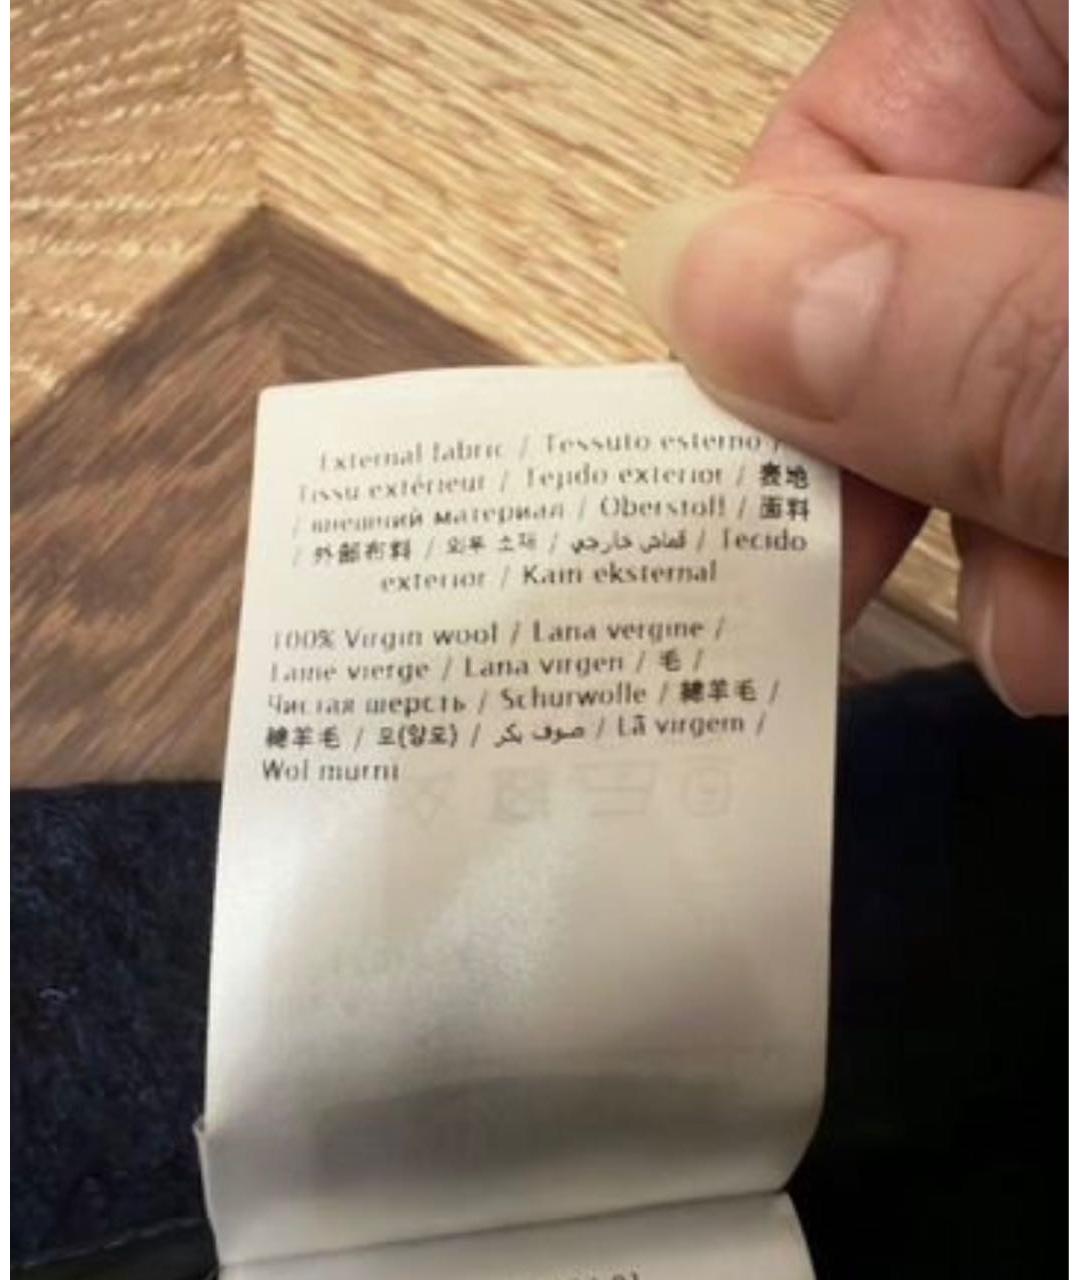 External fabric / Tessuto esterno /
Tissu extérieur / Tejido exterior / 表地
/ внешний материал / Oberstoff / 面料
/ 外部布料 / 외부 소재 / قماش خارجي / Tecido
exterior / Kain eksternal
100% Virgin wool / Lana vergine /
Laine vierge / Lana virgen / 毛 /
Чистая шерсть / Schurwolle / 綿羊毛 /
綿羊毛 / 모(양모) / صوف بكر / Lã virgem /
Wol murni